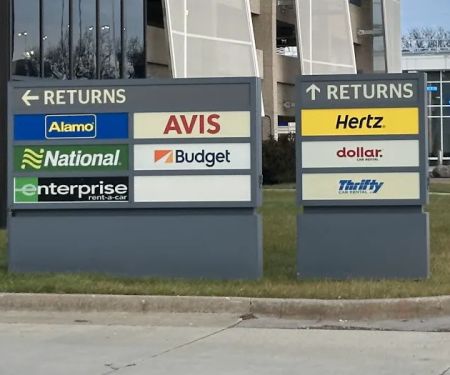 ← RETURNS
Alamo
AVIS
National
Budget
enterprise
rent-a-car
↑ RETURNS
Hertz
dollar.
CAR RENTAL
Thrifty
CAR RENTAL